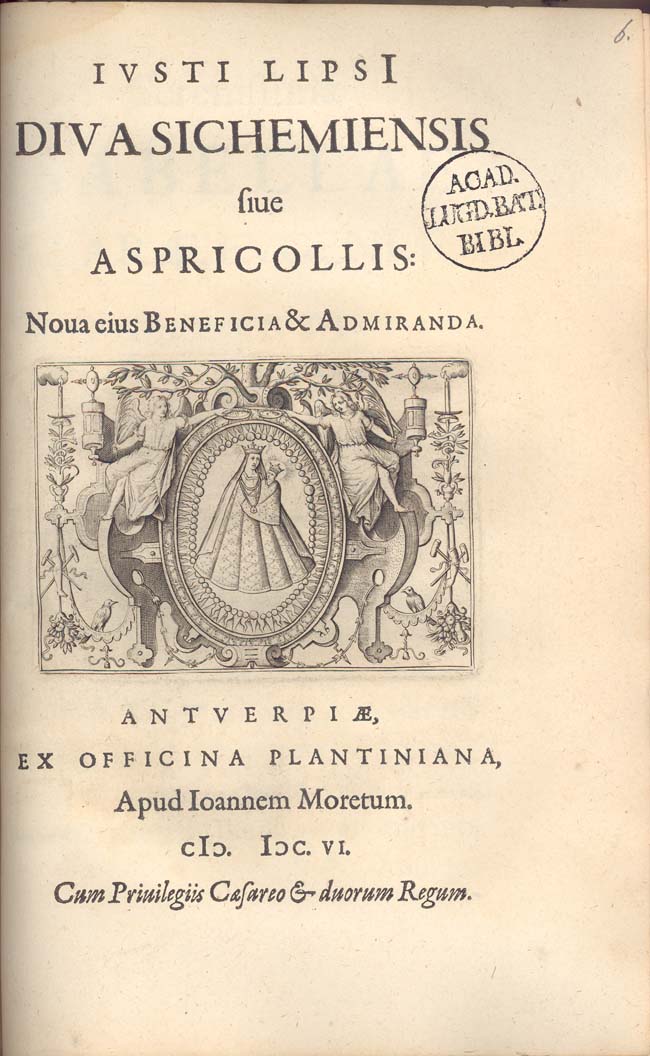 6.
IVSTI LIPSI
DIVA SICHEMIENSIS
ſiue
ASPRICOLLIS:
Noua eius BENEFICIA & ADMIRANDA.
ACAD.
LUGD. BAT.
BIBL.
ANTVERPIÆ,
EX OFFICINA PLANTINIANA,
Apud Ioannem Moretum.
cIↃ. IↃc. VI.
Cum Priuilegiis Cæſareo & duorum Regum.